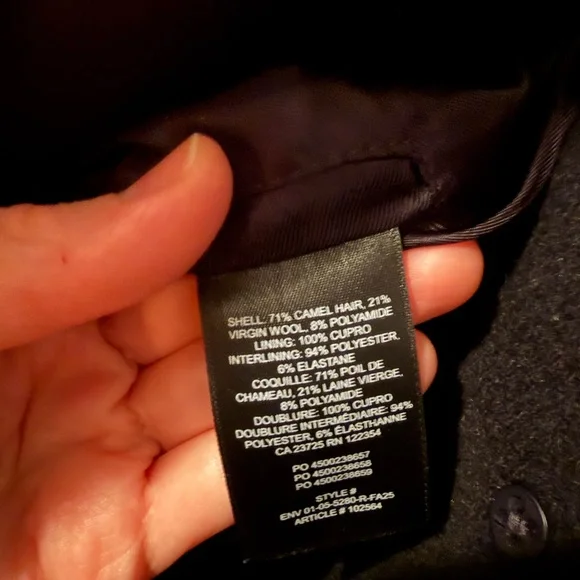 SHELL: 71% CAMEL HAIR, 21%
VIRGIN WOOL, 8% POLYAMIDE
LINING: 100% CUPRO
INTERLINING: 94% POLYESTER,
6% ELASTANE
COQUILLE: 71% POIL DE
CHAMEAU, 21% LAINE VIERGE,
8% POLYAMIDE
DOUBLURE: 100% CUPRO
DOUBLURE INTERMÉDIAIRE: 94%
POLYESTER, 6% ÉLASTHANNE
CA 23725 RN 122354
PO 4500238657
PO 4500238658
PO 4500238659
STYLE #
ENV 01-05-5280-R-FA25
ARTICLE # 102564